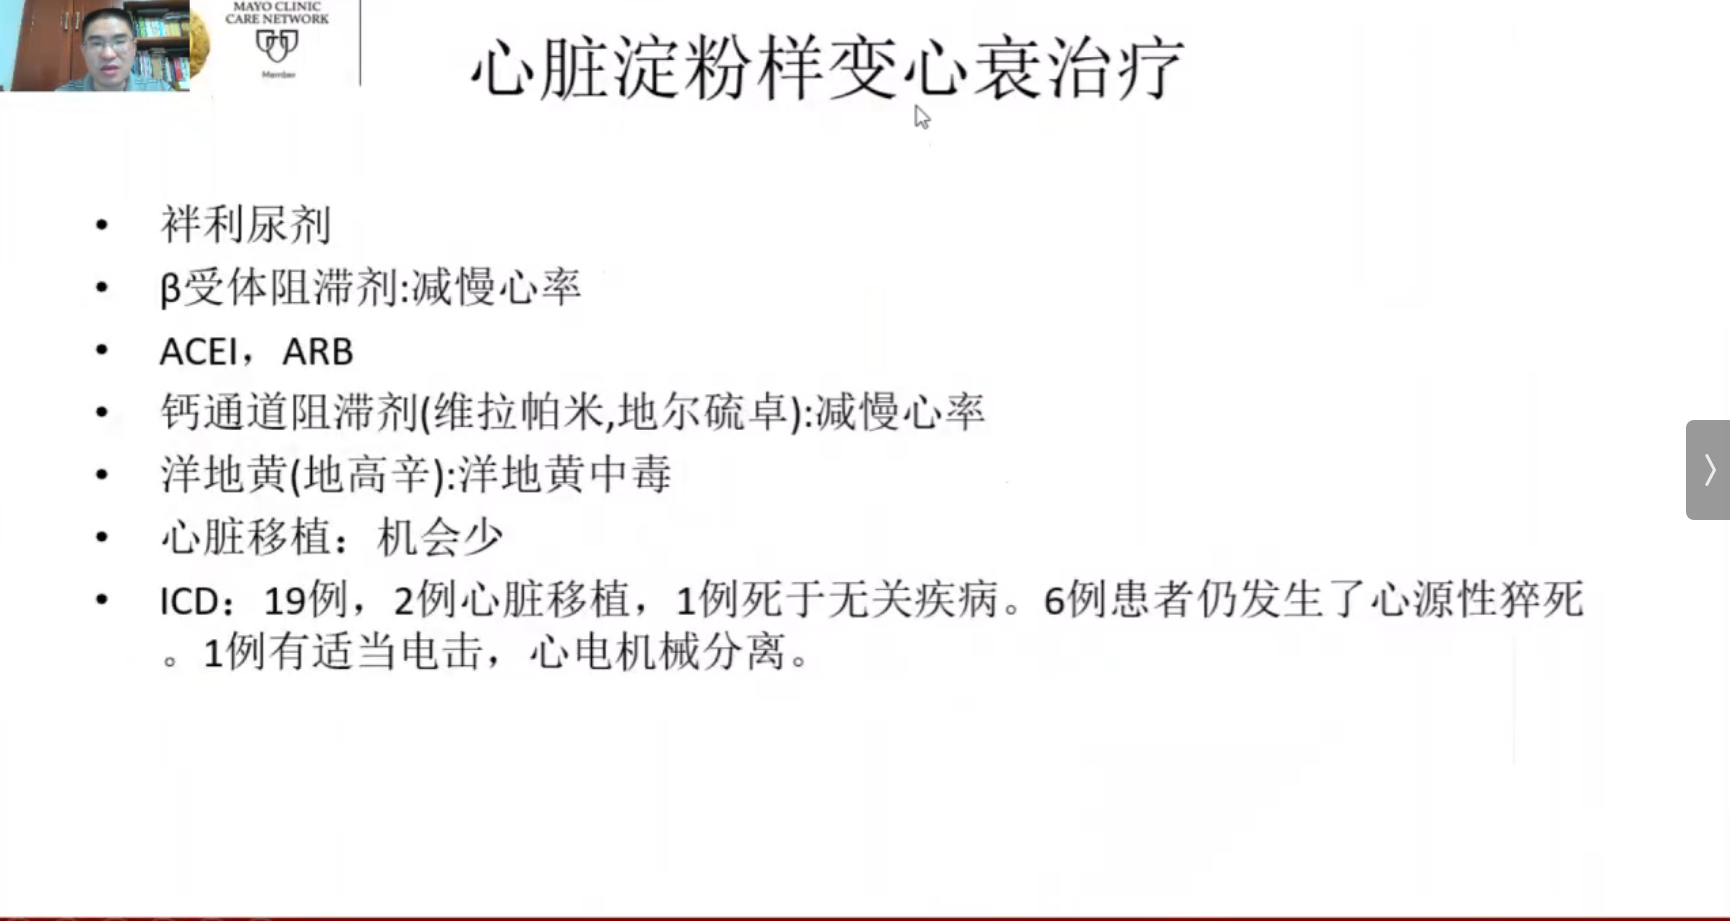 MAYO CLINIC
CARE NETWORK
Member
心脏淀粉样变心衰治疗
• 袢利尿剂
• β受体阻滞剂:减慢心率
• ACEI，ARB
• 钙通道阻滞剂(维拉帕米,地尔硫卓):减慢心率
• 洋地黄(地高辛):洋地黄中毒
• 心脏移植：机会少
• ICD：19例，2例心脏移植，1例死于无关疾病。6例患者仍发生了心源性猝死
。1例有适当电击，心电机械分离。